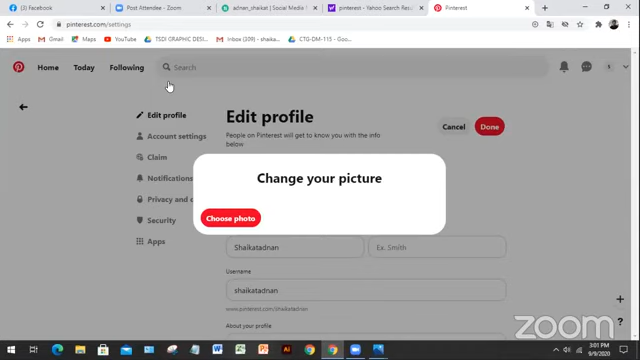 Facebook
Post Attendee - Zoom
adnan_shaikat | Social Media
pinterest - Yahoo Search Res
Pinterest
pinterest.com/settings
Apps
Gmail
Maps
YouTube
TSDI GRAPHIC DESI...
Inbox (309) - shaika...
CTG-DM-115 - Goo...
Home
Today
Following
Search
Edit profile
Account settings
Claim
Notifications
Privacy and
Security
Apps
Edit profile
People on Pinterest will get to know you with the info
below
Cancel
Done
Change your picture
Choose photo
Shaikatadnan
Ex. Smith
Username
shaikatadnan
www.pinterest.com/shaikatadnan
About your profile
zoom
3:01 PM
9/9/2020